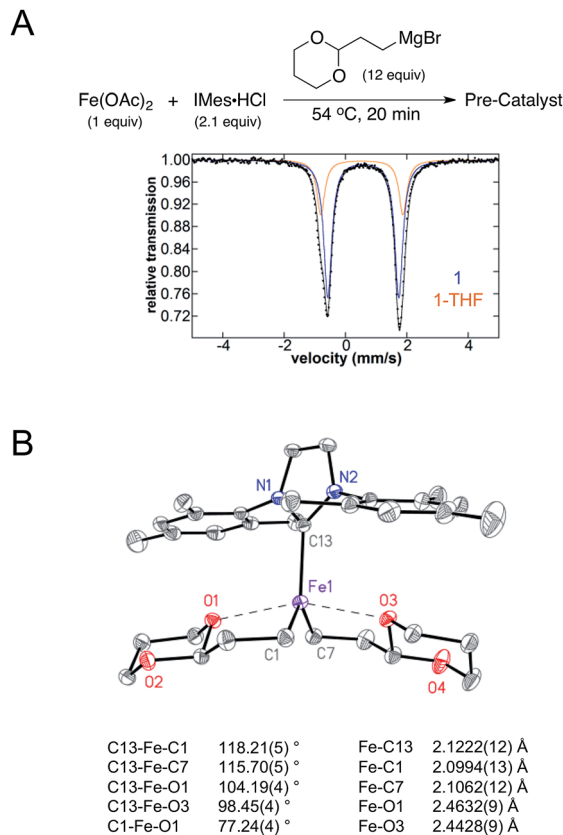 A
O
MgBr
O
(12 equiv)
Fe(OAc)2 + IMes•HCl Pre-Catalyst
(1 equiv) (2.1 equiv) 54 ºC, 20 min
1.00
0.96
0.92
0.88
0.84
0.80
0.76
0.72
relative transmission
1
1-THF
-4 -2 0 2 4
velocity (mm/s)
B
N1 N2
C13
Fe1
O1 O3
C1 C7
O2 O4
C13-Fe-C1 118.21(5) ° Fe-C13 2.1222(12) Å
C13-Fe-C7 115.70(5) ° Fe-C1 2.0994(13) Å
C13-Fe-O1 104.19(4) ° Fe-C7 2.1062(12) Å
C13-Fe-O3 98.45(4) ° Fe-O1 2.4632(9) Å
C1-Fe-O1 77.24(4) ° Fe-O3 2.4428(9) Å